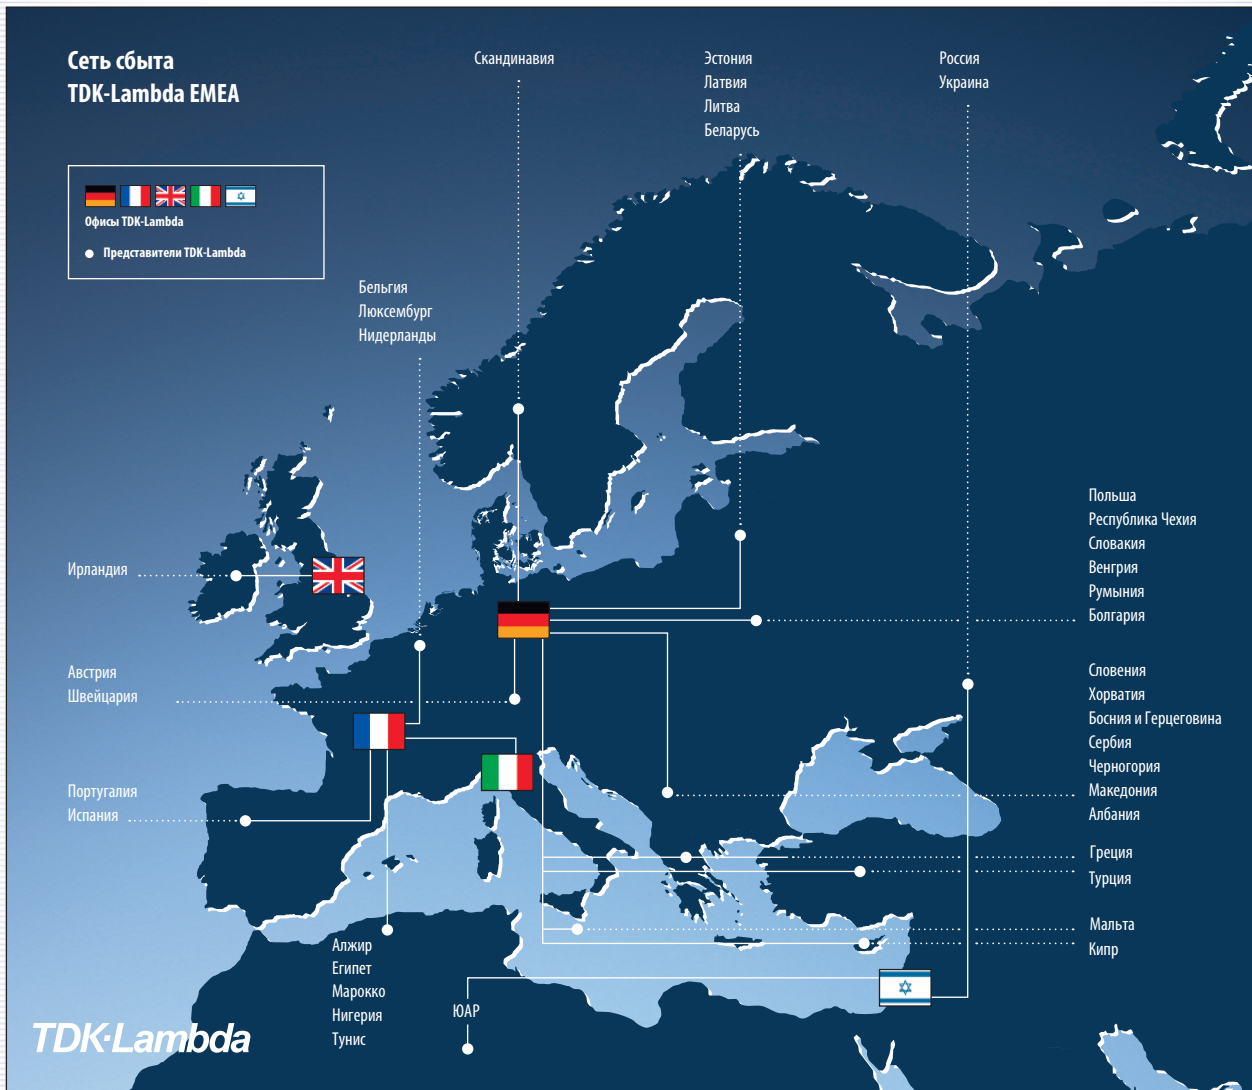 Сеть сбыта
TDK-Lambda EMEA
Офисы TDK-Lambda
Представители TDK-Lambda
Скандинавия
Эстония
Латвия
Литва
Беларусь
Россия
Украина
Бельгия
Люксембург
Нидерланды
Ирландия
Австрия
Швейцария
Португалия
Испания
Польша
Республика Чехия
Словакия
Венгрия
Румыния
Болгария
Словения
Хорватия
Босния и Герцеговина
Сербия
Черногория
Македония
Албания
Греция
Турция
Мальта
Кипр
Алжир
Египет
Марокко
Нигерия
Тунис
ЮАР
TDK·Lambda